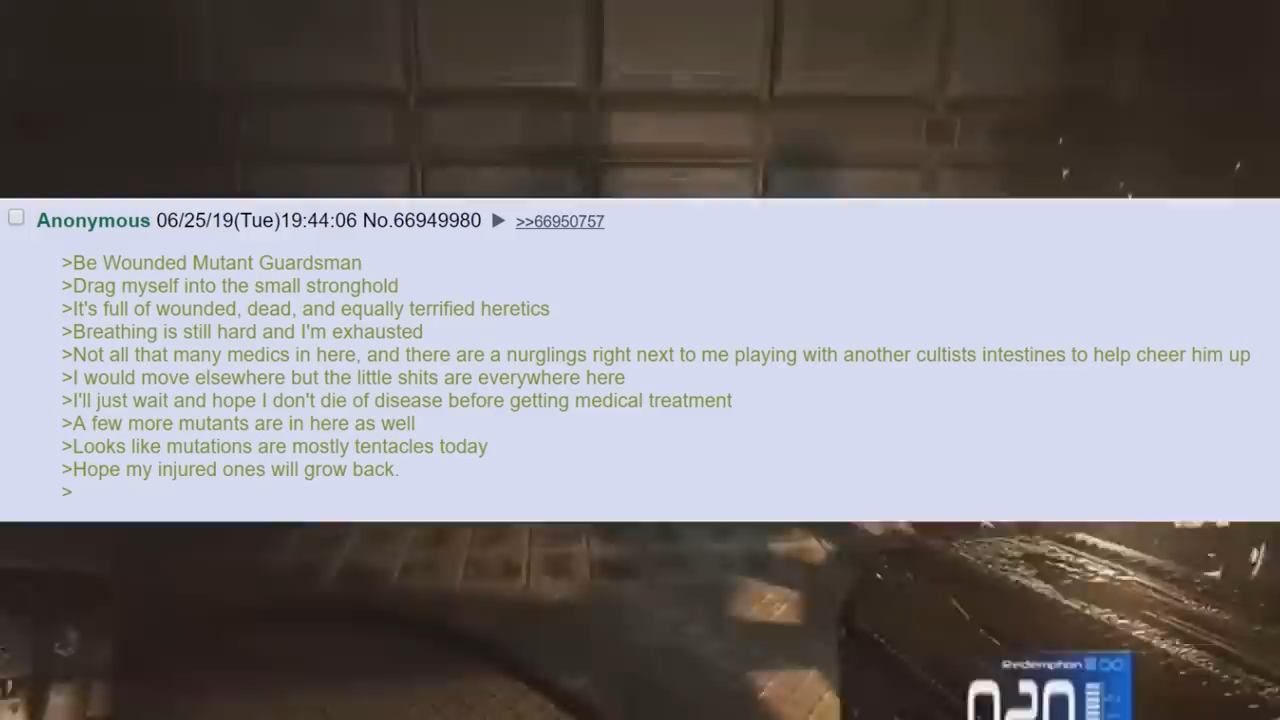 Anonymous 06/25/19(Tue)19:44:06 No.66949980 ▶ >>66950757
>Be Wounded Mutant Guardsman
>Drag myself into the small stronghold
>It's full of wounded, dead, and equally terrified heretics
>Breathing is still hard and I'm exhausted
>Not all that many medics in here, and there are a nurglings right next to me playing with another cultists intestines to help cheer him up
>I would move elsewhere but the little shits are everywhere here
>I'll just wait and hope I don't die of disease before getting medical treatment
>A few more mutants are in here as well
>Looks like mutations are mostly tentacles today
>Hope my injured ones will grow back.
>
Redemption
020